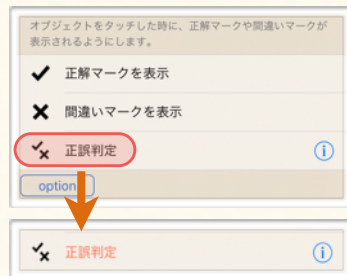 オブジェクトをタッチした時に、正解マークや間違いマークが
表示されるようにします。
正解マークを表示
間違いマークを表示
正誤判定
option
正誤判定